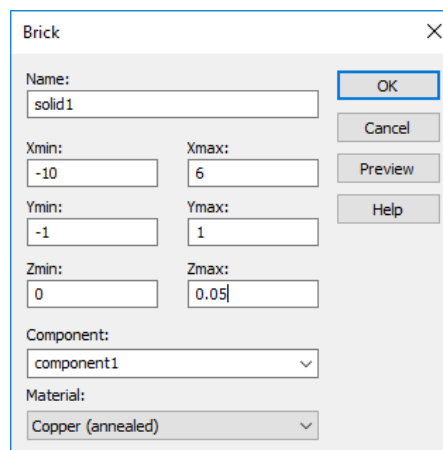 Brick
Name:
solid1
OK
Cancel
Xmin: Xmax:
-10 6
Preview
Ymin: Ymax:
-1 1
Help
Zmin: Zmax:
0 0.05
Component:
component1
Material:
Copper (annealed)